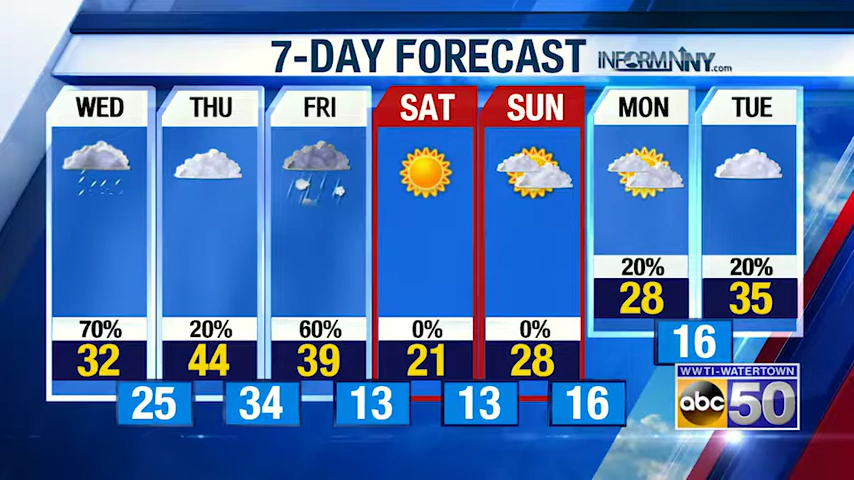 7-DAY FORECAST INFORMNNY.com
WED THU FRI SAT SUN MON TUE
20% 20%
28 35
70% 20% 60% 0% 0%
32 44 39 21 28
16
25 34 13 13 16
WWTI-WATERTOWN
abc 50